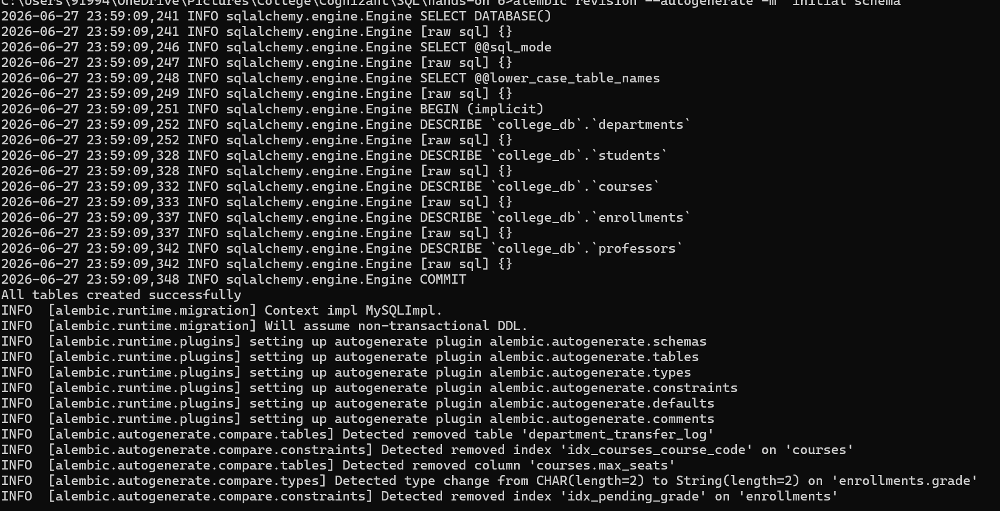 C:\Users\91994\OneDrive\Pictures\College\Cognizant\SQL\hands-on 6>alembic revision --autogenerate -m "initial schema"
2026-06-27 23:59:09,241 INFO sqlalchemy.engine.Engine SELECT DATABASE()
2026-06-27 23:59:09,241 INFO sqlalchemy.engine.Engine [raw sql] {}
2026-06-27 23:59:09,246 INFO sqlalchemy.engine.Engine SELECT @@sql_mode
2026-06-27 23:59:09,247 INFO sqlalchemy.engine.Engine [raw sql] {}
2026-06-27 23:59:09,248 INFO sqlalchemy.engine.Engine SELECT @@lower_case_table_names
2026-06-27 23:59:09,249 INFO sqlalchemy.engine.Engine [raw sql] {}
2026-06-27 23:59:09,251 INFO sqlalchemy.engine.Engine BEGIN (implicit)
2026-06-27 23:59:09,252 INFO sqlalchemy.engine.Engine DESCRIBE `college_db`.`departments`
2026-06-27 23:59:09,252 INFO sqlalchemy.engine.Engine [raw sql] {}
2026-06-27 23:59:09,328 INFO sqlalchemy.engine.Engine DESCRIBE `college_db`.`students`
2026-06-27 23:59:09,328 INFO sqlalchemy.engine.Engine [raw sql] {}
2026-06-27 23:59:09,332 INFO sqlalchemy.engine.Engine DESCRIBE `college_db`.`courses`
2026-06-27 23:59:09,333 INFO sqlalchemy.engine.Engine [raw sql] {}
2026-06-27 23:59:09,337 INFO sqlalchemy.engine.Engine DESCRIBE `college_db`.`enrollments`
2026-06-27 23:59:09,337 INFO sqlalchemy.engine.Engine [raw sql] {}
2026-06-27 23:59:09,342 INFO sqlalchemy.engine.Engine DESCRIBE `college_db`.`professors`
2026-06-27 23:59:09,342 INFO sqlalchemy.engine.Engine [raw sql] {}
2026-06-27 23:59:09,348 INFO sqlalchemy.engine.Engine COMMIT
All tables created successfully
INFO  [alembic.runtime.migration] Context impl MySQLImpl.
INFO  [alembic.runtime.migration] Will assume non-transactional DDL.
INFO  [alembic.runtime.plugins] setting up autogenerate plugin alembic.autogenerate.schemas
INFO  [alembic.runtime.plugins] setting up autogenerate plugin alembic.autogenerate.tables
INFO  [alembic.runtime.plugins] setting up autogenerate plugin alembic.autogenerate.types
INFO  [alembic.runtime.plugins] setting up autogenerate plugin alembic.autogenerate.constraints
INFO  [alembic.runtime.plugins] setting up autogenerate plugin alembic.autogenerate.defaults
INFO  [alembic.runtime.plugins] setting up autogenerate plugin alembic.autogenerate.comments
INFO  [alembic.autogenerate.compare.tables] Detected removed table 'department_transfer_log'
INFO  [alembic.autogenerate.compare.constraints] Detected removed index 'idx_courses_course_code' on 'courses'
INFO  [alembic.autogenerate.compare.tables] Detected removed column 'courses.max_seats'
INFO  [alembic.autogenerate.compare.types] Detected type change from CHAR(length=2) to String(length=2) on 'enrollments.grade'
INFO  [alembic.autogenerate.compare.constraints] Detected removed index 'idx_pending_grade' on 'enrollments'